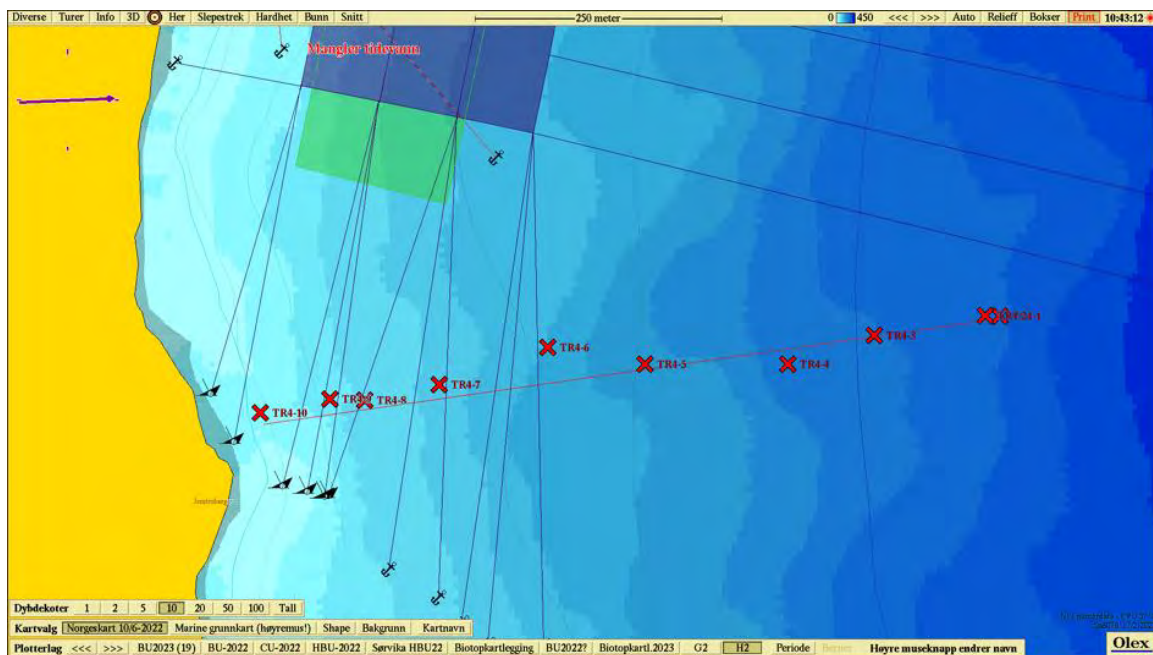 Diverse Turer Info 3D Her Slepestrek Hardhet Bunn Snitt 250 meter 0 450 <<< >>> Auto Relieff Bokser Print 10:43:12
Mangler tidevann
TR4-3
TR4-6
TR4-5
TR4-4
TR4-7
TR4-9
TR4-8
TR4-10
Dybdekoter 1 2 5 10 20 50 100 Tall
Kartvalg Norgeskart 10/6-2022 Marine grunnkart (høyremus!) Shape Bakgrunn Kartnavn
Plotterlag <<< >>> BU2023 (19) BU-2022 CU-2022 HBU-2022 Sørvika HBU22 Biotopkartlegging BU2022? Biotopkartl.2023 G2 H2 Periode Høyre museknapp endrer navn
Olex